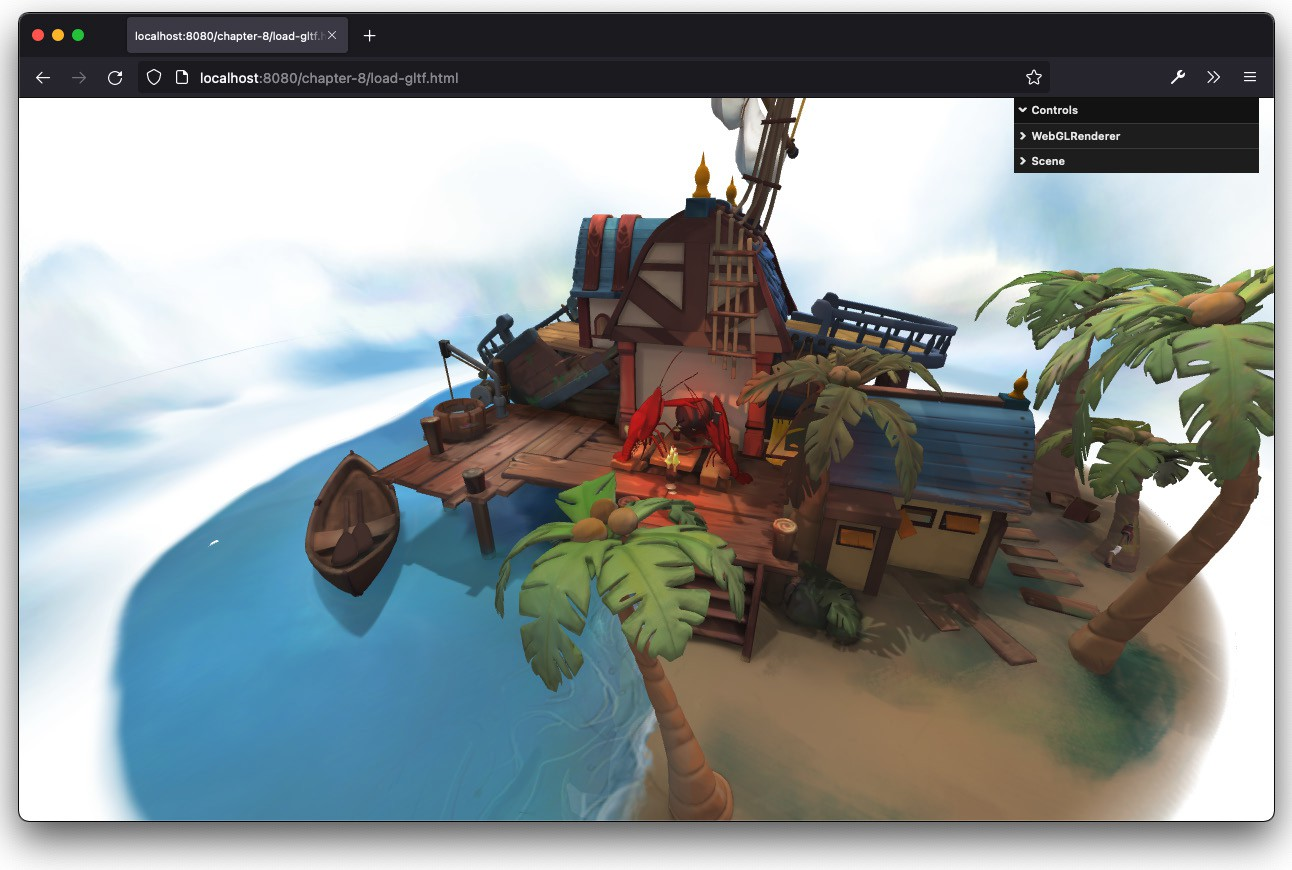 localhost:8080/chapter-8/load-gltf.h
localhost:8080/chapter-8/load-gltf.html
Controls
WebGLRenderer
Scene